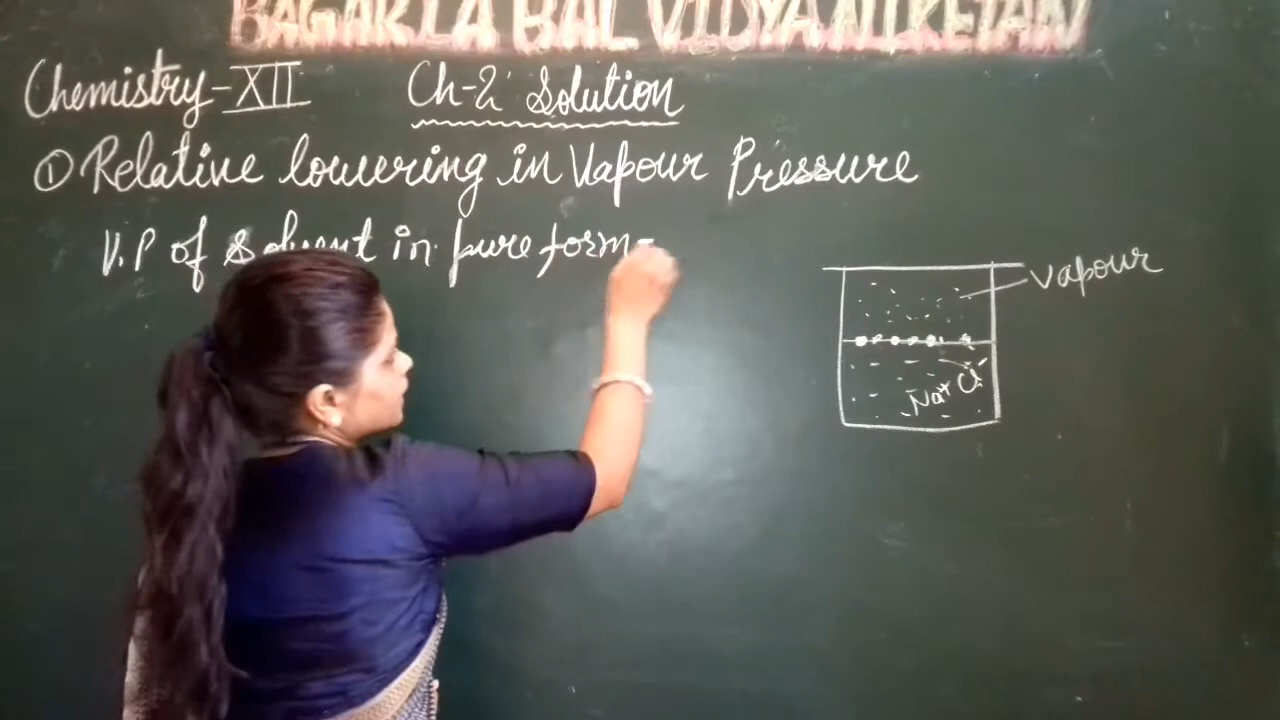 BAGARIA BAL VIDYA NIKETAN
Chemistry-XII Ch-2 Solution
① Relative lowering in Vapour Pressure
V.P of solvent in pure form =
Vapour
Na+ Cl-